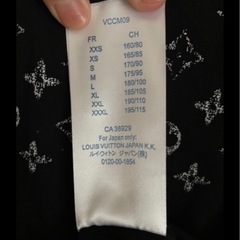 VCCM09
FR CH
XXS 160/80
XS 165/85
S 170/90
M 175/95
L 180/100
XL 185/105
XXL 190/110
XXXL 195/115
CA 36929
For Japan only:
LOUIS VUITTON JAPAN K.K.
ルイ・ヴィトン ジャパン(株)
0120-00-1854